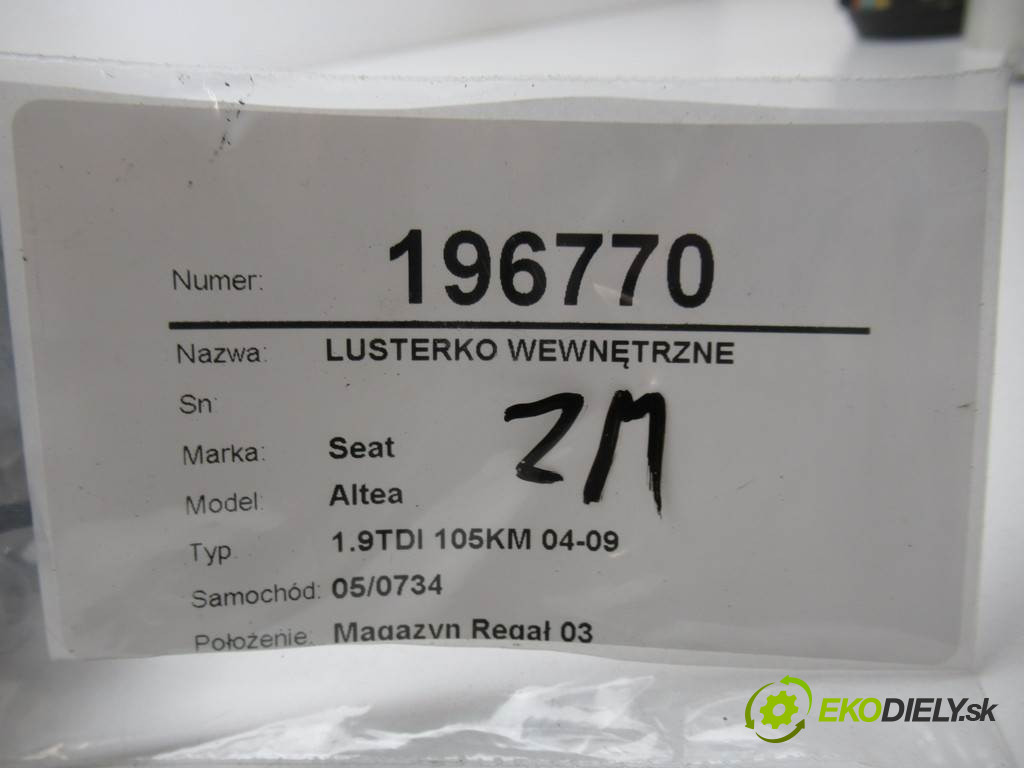 Numer: 196770
Nazwa: LUSTERKO WEWNĘTRZNE
Sn:
ZM
Marka: Seat
Model: Altea
Typ: 1.9TDI 105KM 04-09
Samochód: 05/0734
Położenie: Magazyn Regał 03
EKODIELY.sk